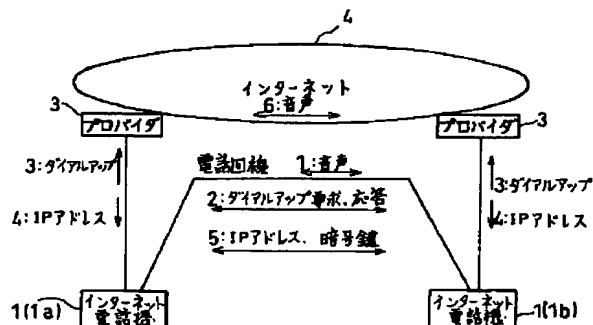 4
インターネット
6:音声
3
プロバイダ
プロバイダ
3
3:ダイアルアップ
電話回線
1:音声
3:ダイアルアップ
2:ダイアルアップ要求、応答
4:IPアドレス
4:IPアドレス
5:IPアドレス、暗号鍵
1(1a)
インターネット
電話機
インターネット
電話機
1(1b)